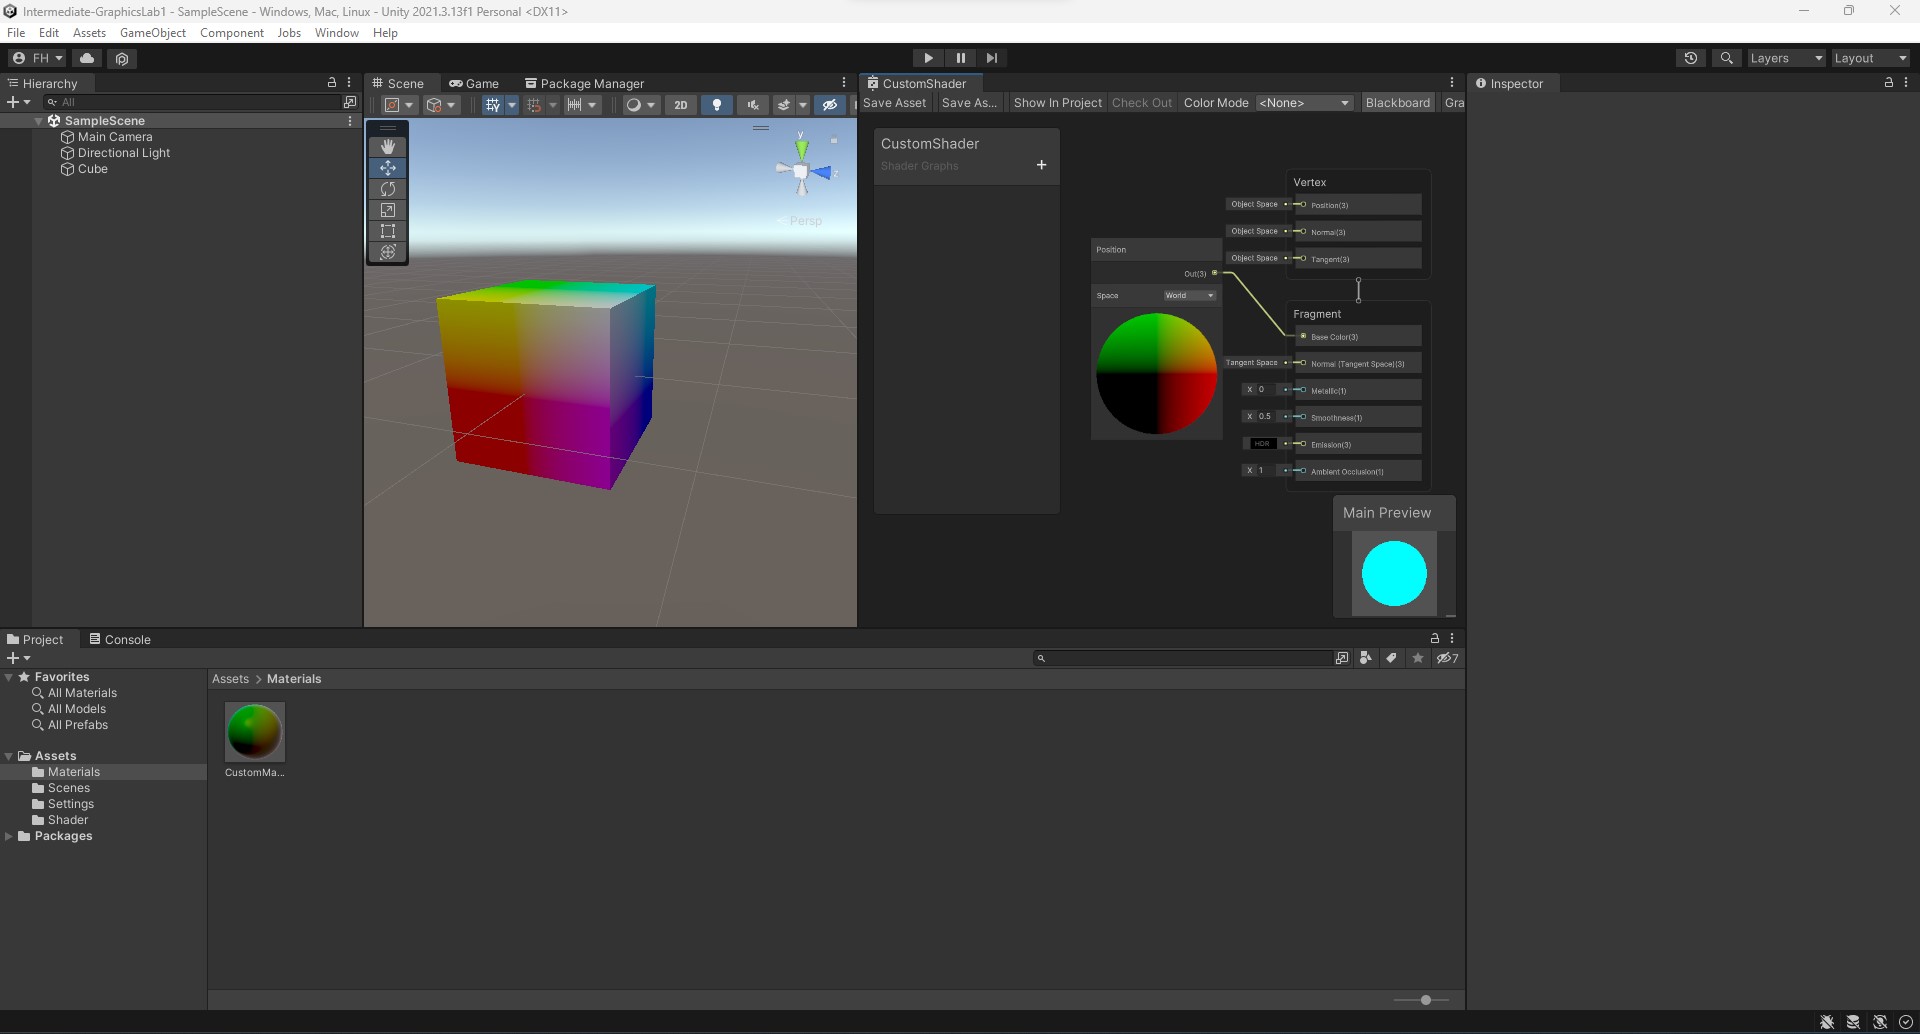 Intermediate-GraphicsLab1 - SampleScene - Windows, Mac, Linux - Unity 2021.3.13f1 Personal <DX11>
File Edit Assets GameObject Component Jobs Window Help
FH
Layers
Layout
Hierarchy
All
SampleScene
Main Camera
Directional Light
Cube
Scene
Game
Package Manager
2D
y
z
Persp
CustomShader
Save Asset Save As... Show In Project Check Out Color Mode <None> Blackboard Gra
CustomShader
Shader Graphs
+
Vertex
Object Space Position(3)
Object Space Normal(3)
Object Space Tangent(3)
Position
Out(3)
Space World
Fragment
Base Color(3)
Tangent Space Normal (Tangent Space)(3)
X 0 Metallic(1)
X 0.5 Smoothness(1)
HDR Emission(3)
X 1 Ambient Occlusion(1)
Main Preview
Inspector
Project
Console
7
Favorites
All Materials
All Models
All Prefabs
Assets
Materials
Scenes
Settings
Shader
Packages
Assets > Materials
CustomMa...